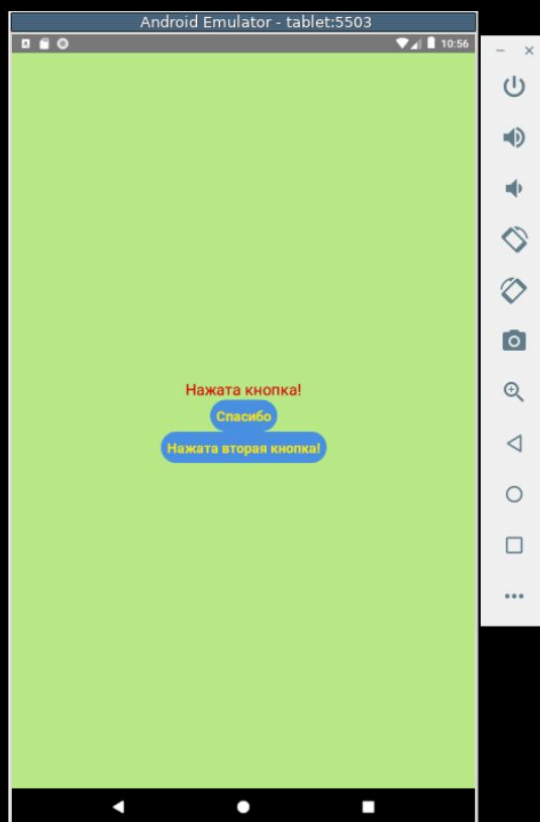 Android Emulator - tablet:5503
10:56
Нажата кнопка!
Спасибо
Нажата вторая кнопка!